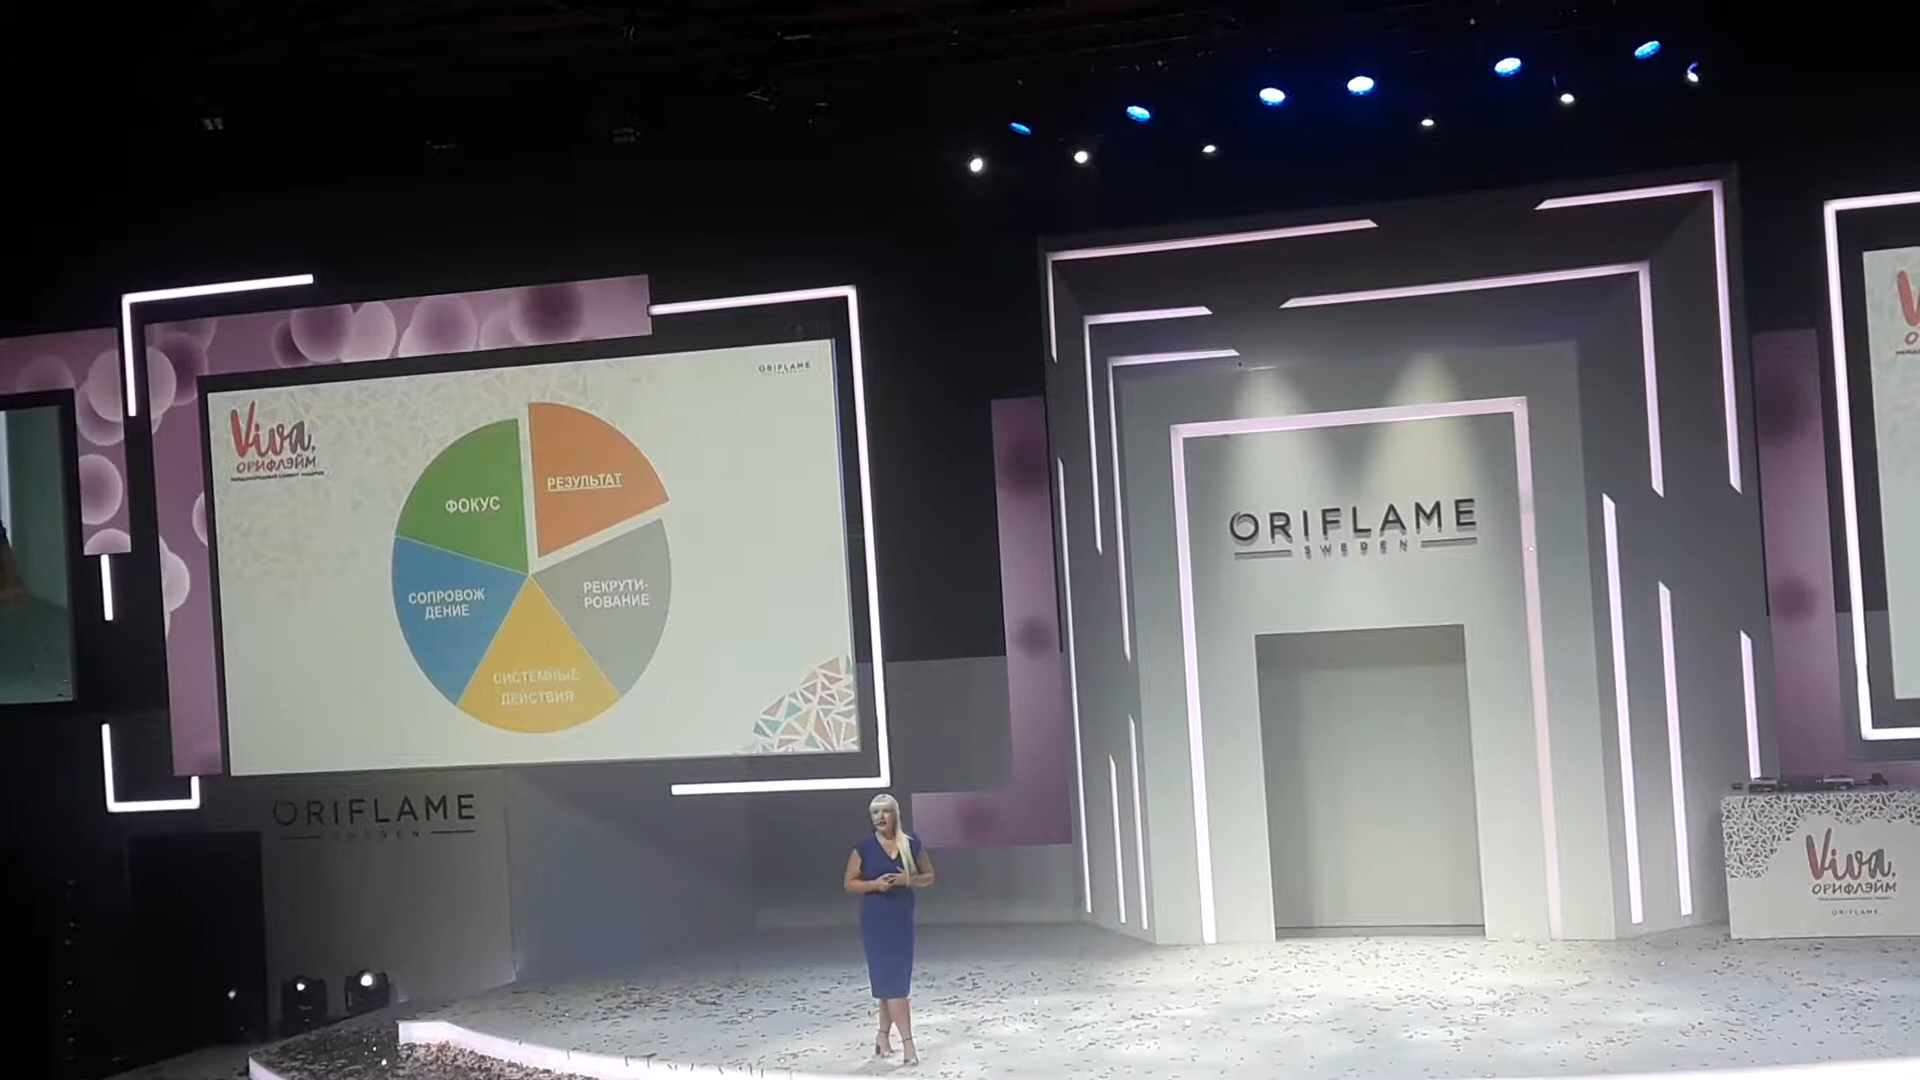 ORIFLAME
Viva,
ОРИФЛЭЙМ
ФОКУС
РЕЗУЛЬТАТ
СОПРОВОЖ
ДЕНИЕ
РЕКРУТИ-
РОВАНИЕ
СИСТЕМНЫЕ
ДЕЙСТВИЯ
ORIFLAME
SWEDEN
ORIFLAME
SWEDEN
Viva,
ОРИФЛЭЙМ
ORIFLAME